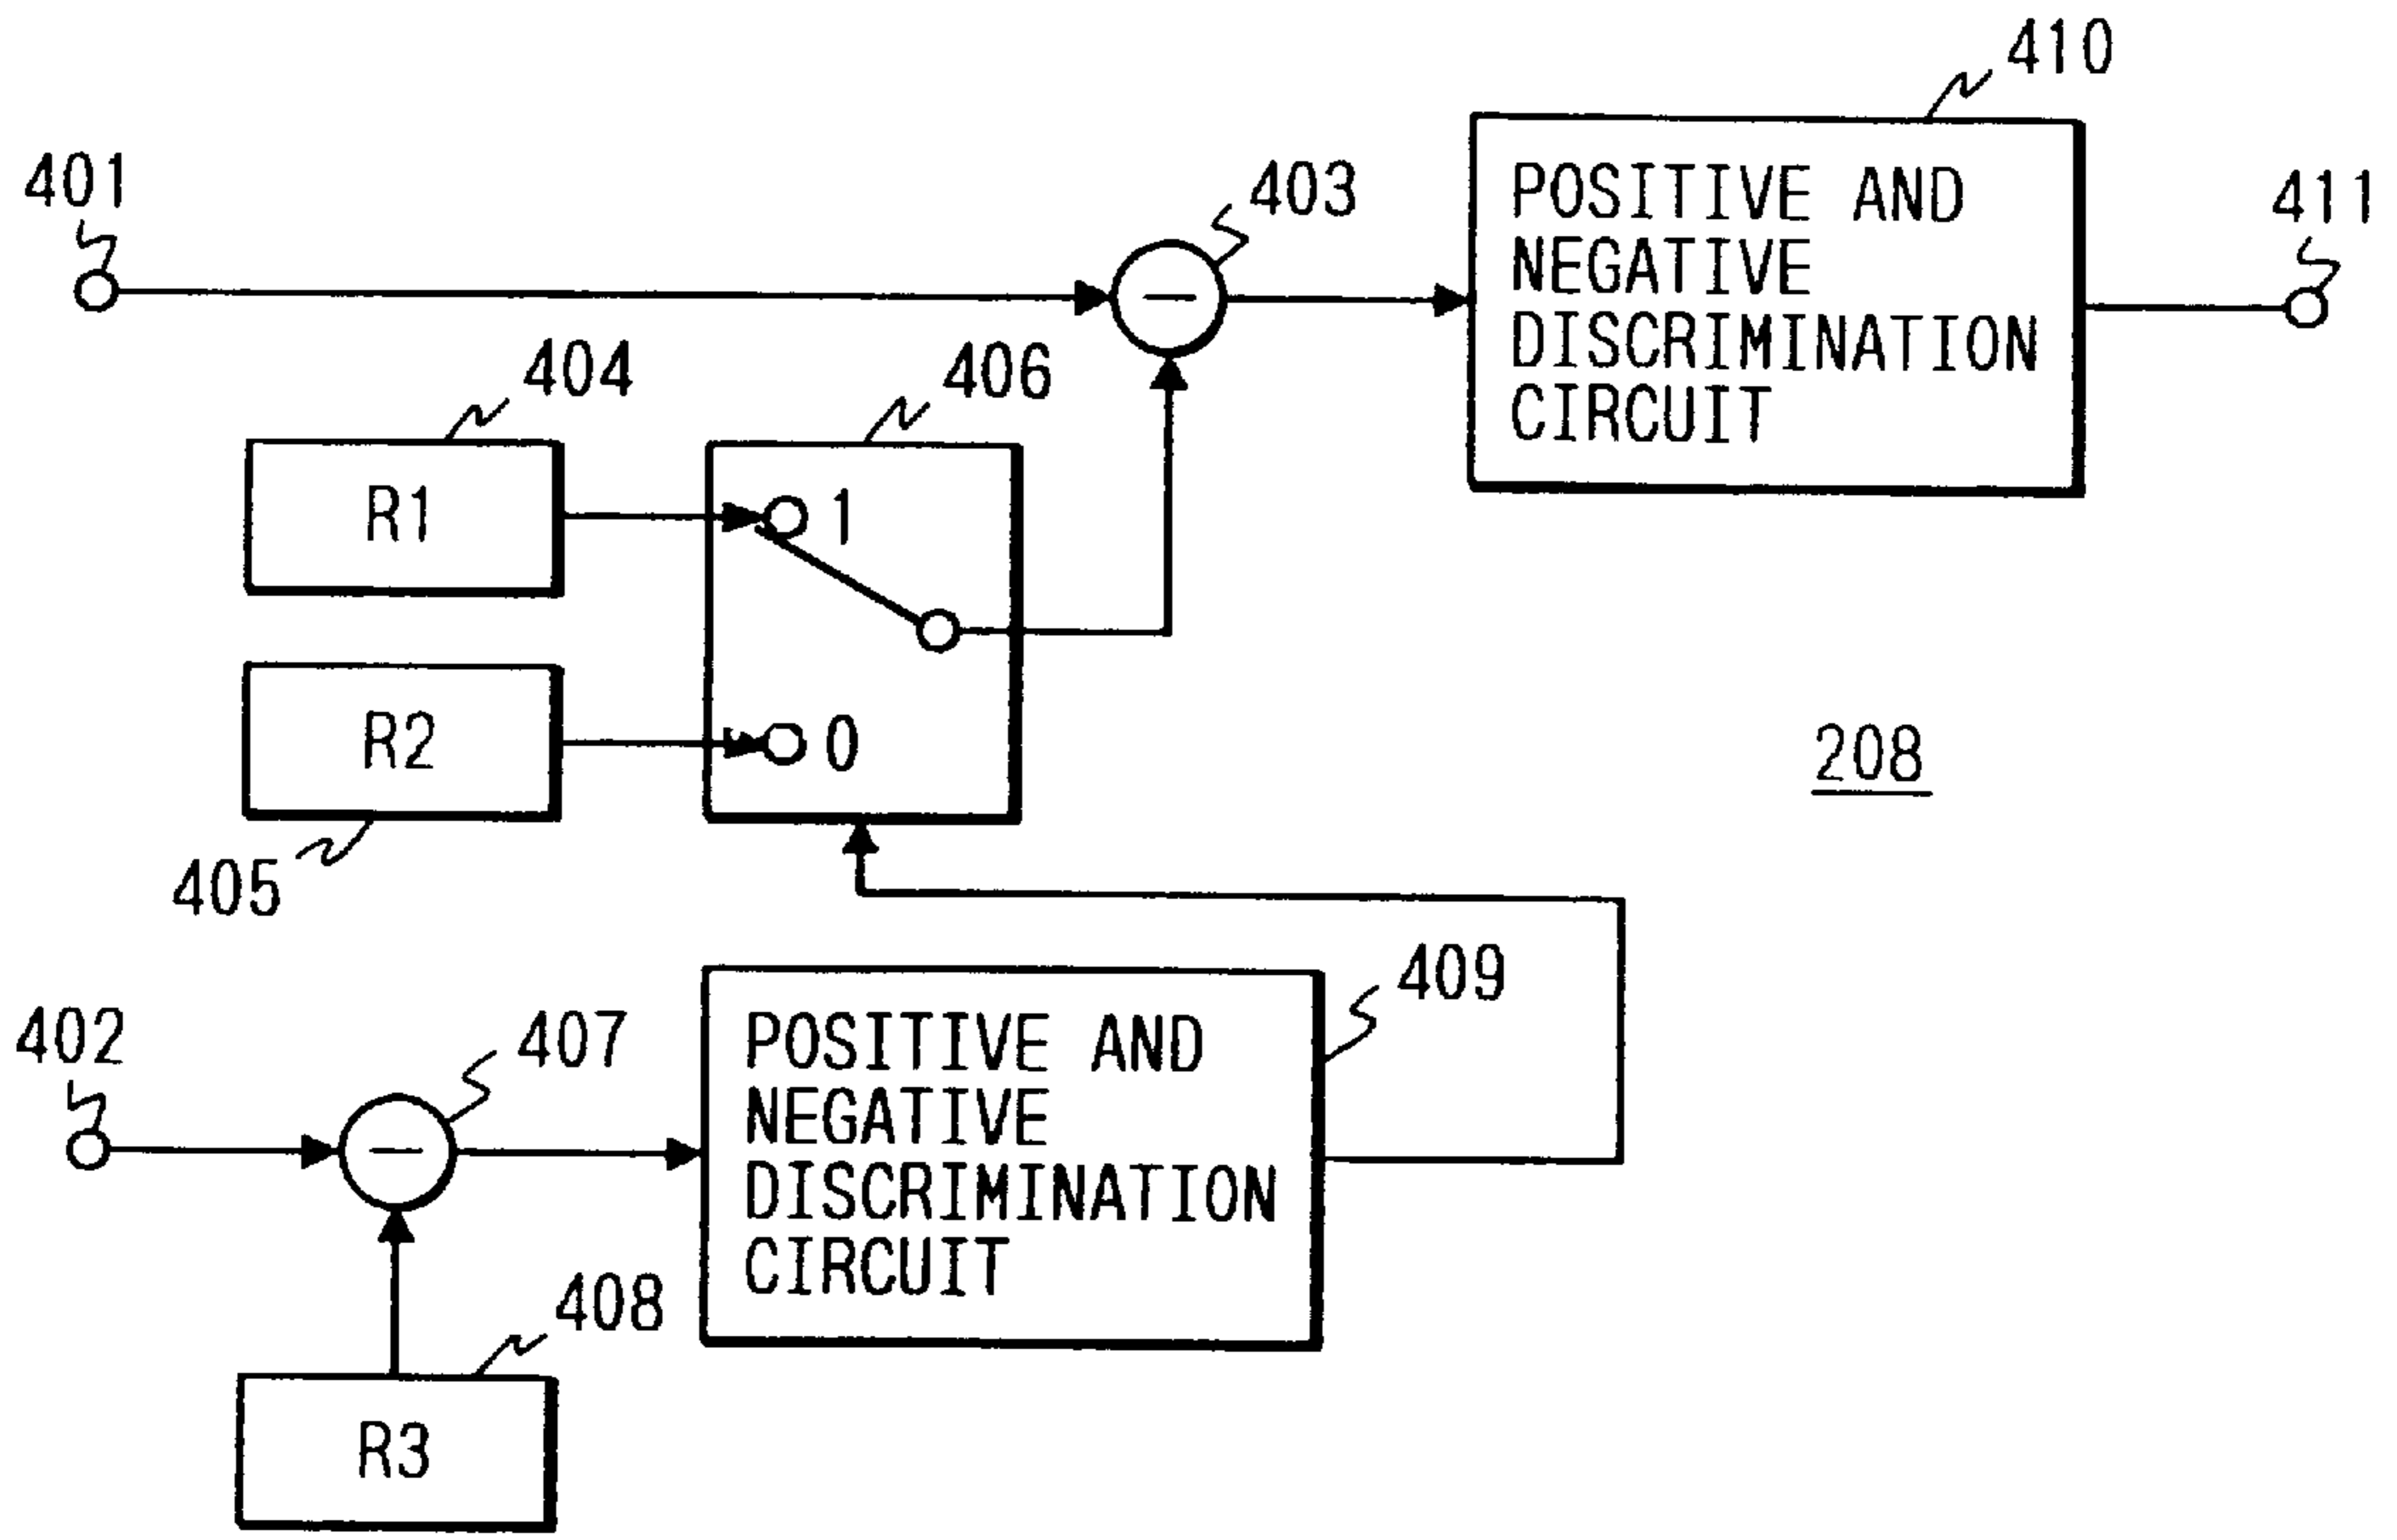 410
401
403
POSITIVE AND
NEGATIVE
DISCRIMINATION
CIRCUIT
411
404
406
R1
1
R2
0
208
405
409
402
407
POSITIVE AND
NEGATIVE
DISCRIMINATION
CIRCUIT
408
R3